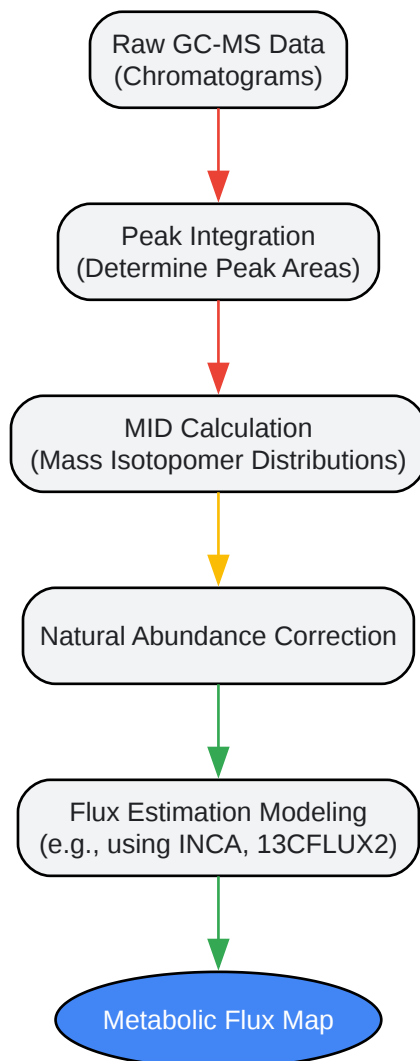 Raw GC-MS Data
(Chromatograms)
Peak Integration
(Determine Peak Areas)
MID Calculation
(Mass Isotopomer Distributions)
Natural Abundance Correction
Flux Estimation Modeling
(e.g., using INCA, 13CFLUX2)
Metabolic Flux Map